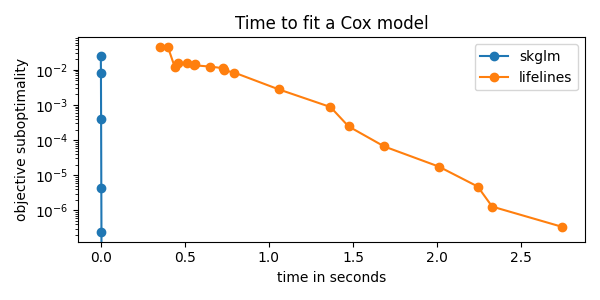 Time to fit a Cox model
objective suboptimality
10⁻²
10⁻³
10⁻⁴
10⁻⁵
10⁻⁶
skglm
lifelines
0.0 0.5 1.0 1.5 2.0 2.5
time in seconds